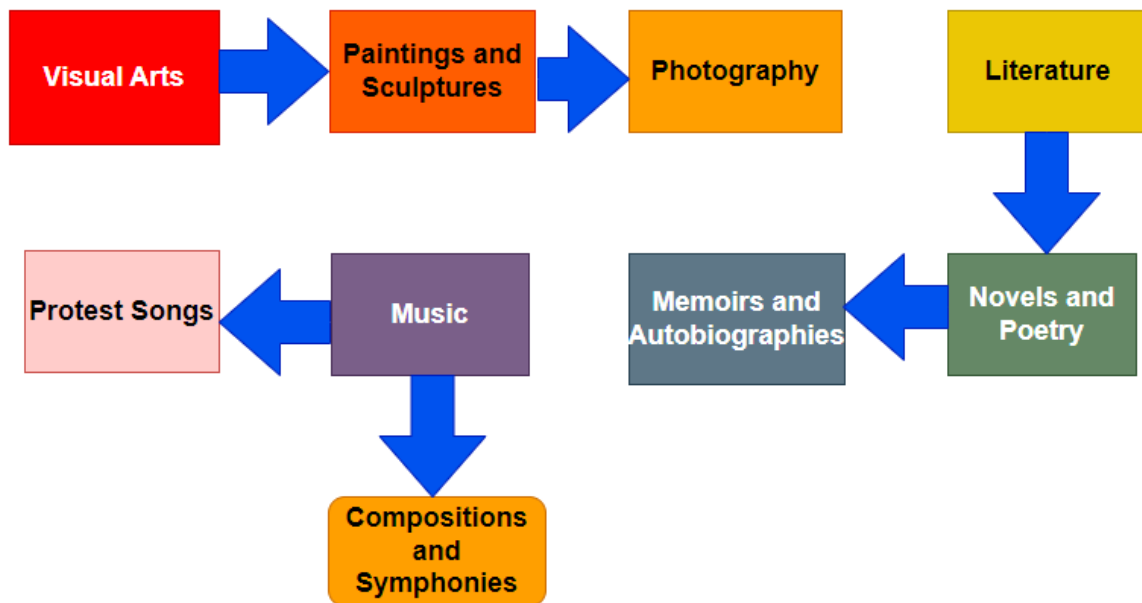 Visual Arts
Paintings and
Sculptures
Photography
Literature
Protest Songs
Music
Memoirs and
Autobiographies
Novels and
Poetry
Compositions
and
Symphonies